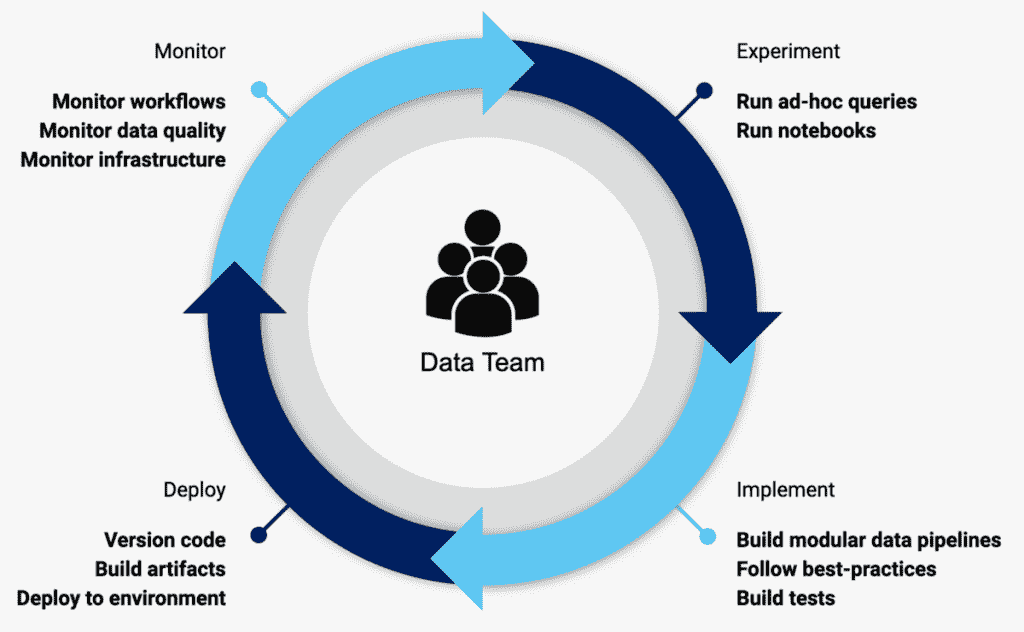 Monitor
Monitor workflows
Monitor data quality
Monitor infrastructure
Experiment
Run ad-hoc queries
Run notebooks
Data Team
Deploy
Version code
Build artifacts
Deploy to environment
Implement
Build modular data pipelines
Follow best-practices
Build tests